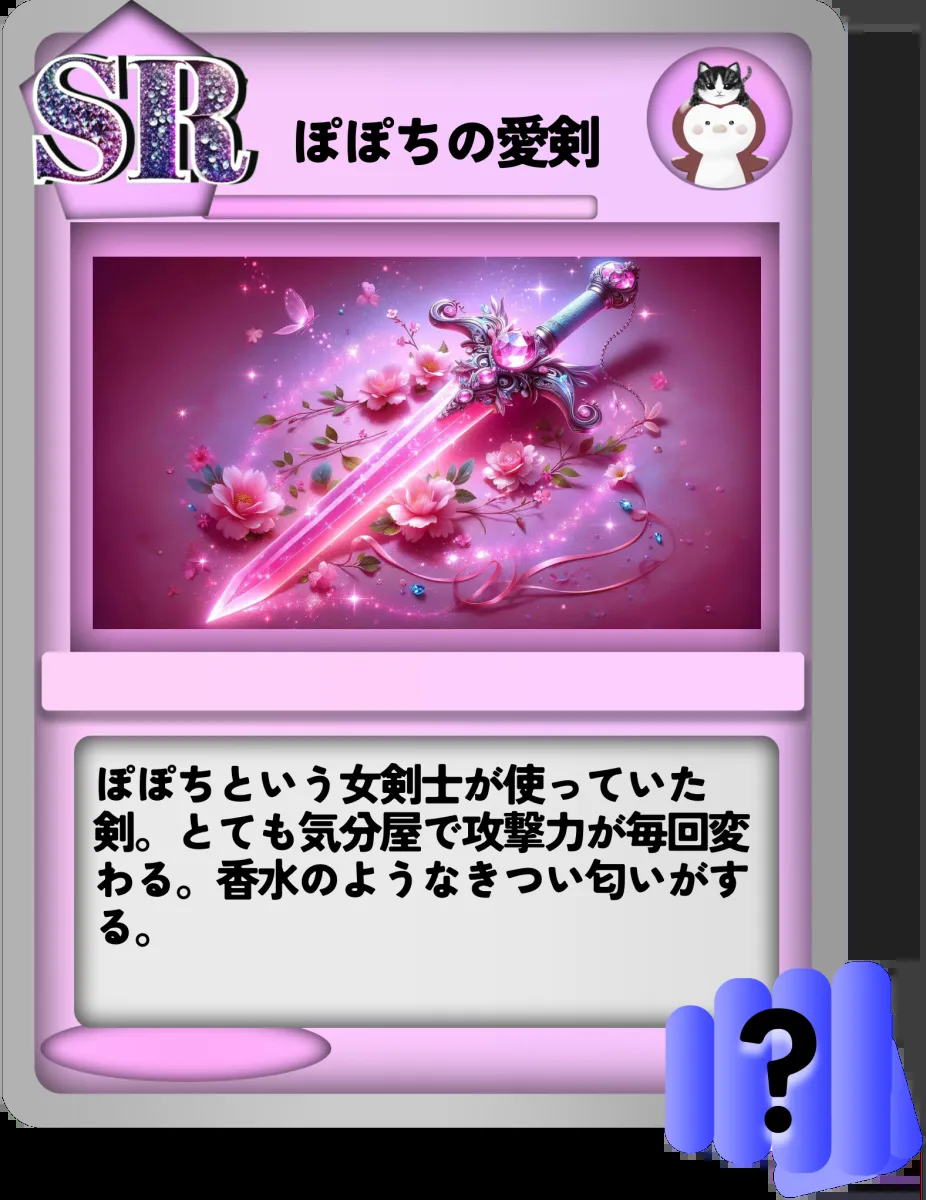 SR
ぽぽちの愛剣
ぽぽちという女剣士が使っていた
剣。とても気分屋で攻撃力が毎回変
わる。香水のようなきつい匂いがす
る。
?